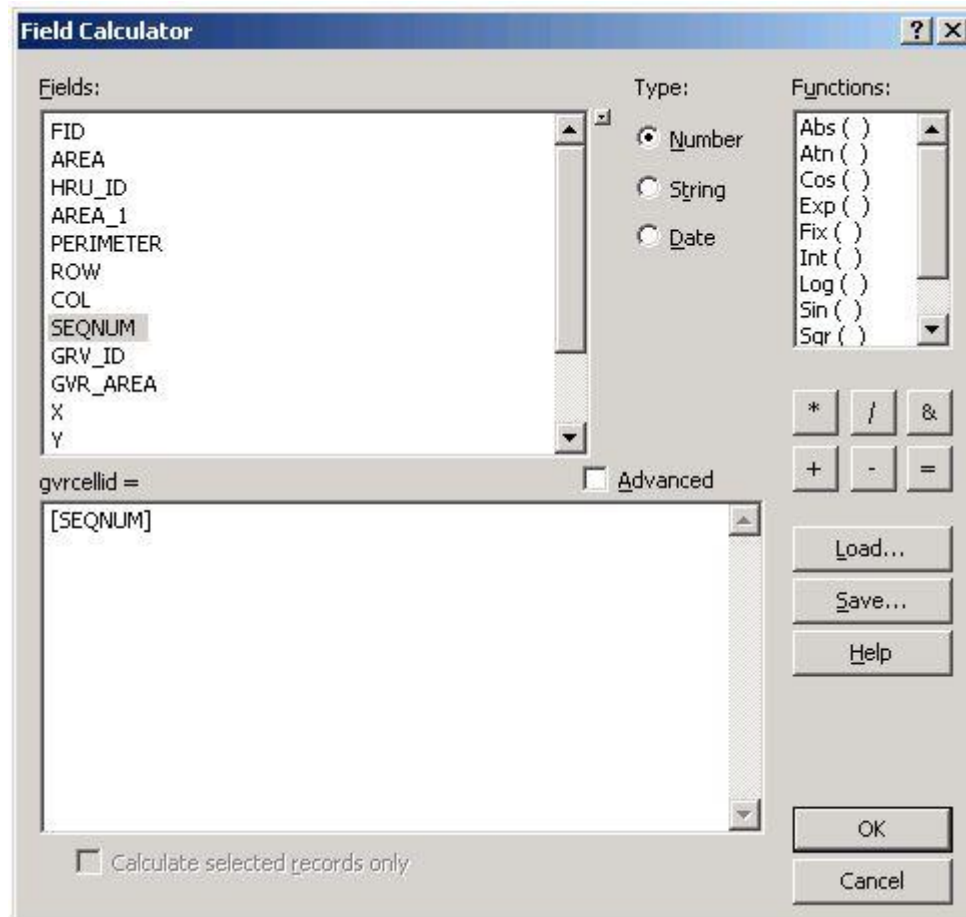 Field Calculator
Fields:
FID
AREA
HRU_ID
AREA_1
PERIMETER
ROW
COL
SEQNUM
GRV_ID
GVR_AREA
X
Y
Type:
Number
String
Date
Functions:
Abs ( )
Atn ( )
Cos ( )
Exp ( )
Fix ( )
Int ( )
Log ( )
Sin ( )
Sqr ( )
* / &
+ - =
gvrcellid =
Advanced
[SEQNUM]
Load...
Save...
Help
Calculate selected records only
OK
Cancel